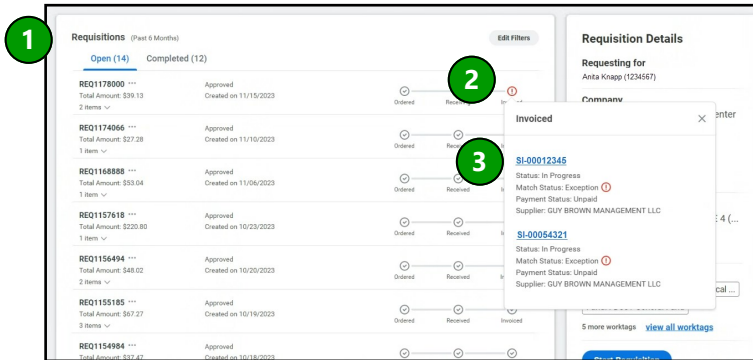 1
Requisitions (Past 6 Months)
Edit Filters
Open (14) Completed (12)
REQ1178000 ···
Approved
Total Amount: $39.13
Created on 11/15/2023
2 items
Ordered
2
REQ1174066 ···
Approved
Total Amount: $27.28
Created on 11/10/2023
1 item
Ordered
REQ1168888 ···
Approved
Total Amount: $53.04
Created on 11/06/2023
1 item
Ordered
REQ1157618 ···
Approved
Total Amount: $220.80
Created on 10/23/2023
1 item
Ordered Received
REQ1156494 ···
Approved
Total Amount: $48.02
Created on 10/20/2023
2 items
Ordered Received
REQ1155185 ···
Approved
Total Amount: $67.27
Created on 10/19/2023
3 items
Ordered Received Invoiced
REQ1154984 ···
Approved
Total Amount: $37.47
Created on 10/18/2023
Invoiced
3
SI-00012345
Status: In Progress
Match Status: Exception
Payment Status: Unpaid
Supplier: GUY BROWN MANAGEMENT LLC
SI-00054321
Status: In Progress
Match Status: Exception
Payment Status: Unpaid
Supplier: GUY BROWN MANAGEMENT LLC
Requisition Details
Requesting for
Anita Knapp (1234567)
Company
enter
E 4 (...
cal ...
5 more worktags view all worktags
Start Requisition